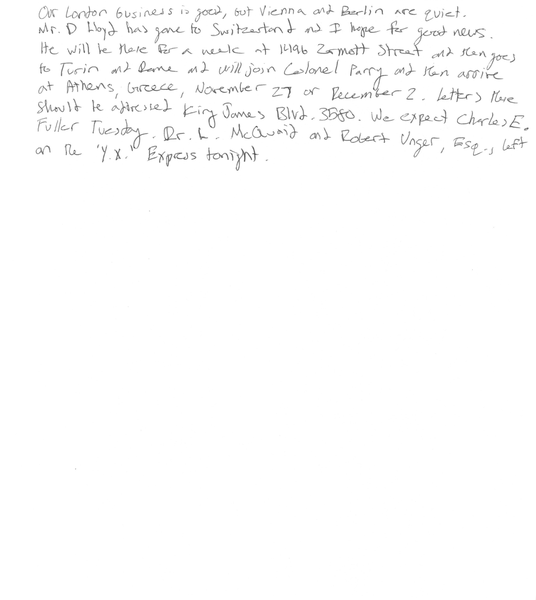 Our London business is good, but Vienna and Berlin are quiet.
Mr. D Lloyd has gone to Switzerland and I hope for good news.
He will be there for a week at 1496 Zermott Street and then goes
to Turin and Rome and will join Colonel Parry and then arrive
at Athens, Greece, November 27 or December 2. Letters there
should be addressed King James Blvd. 3580. We expect Charles E.
Fuller Tuesday. Dr. L. McQuaid and Robert Unger, Esq., left
on the "Y.X." Express tonight.